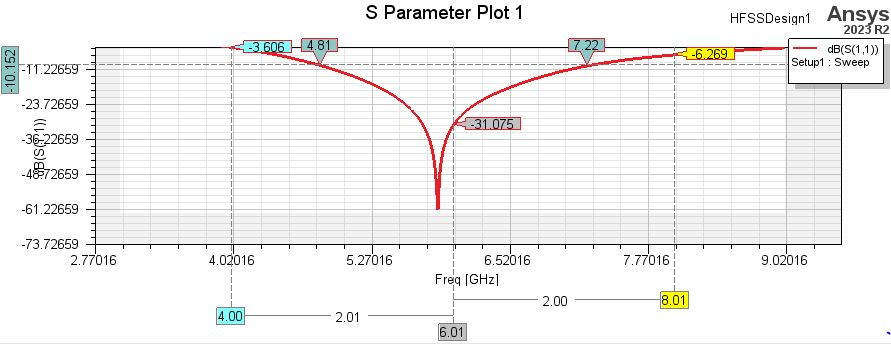 S Parameter Plot 1
HFSSDesign1
Ansys
2023 R2
dB(S(1,1))
Setup1 : Sweep
-3.606
4.81
7.22
-6.269
-10.152
-11.22659
-23.72659
-31.075
-36.22659
-48.72659
-61.22659
-73.72659
dB(S(1,1))
2.77016
4.02016
5.27016
6.52016
7.77016
9.02016
Freq [GHz]
4.00
2.01
6.01
2.00
8.01